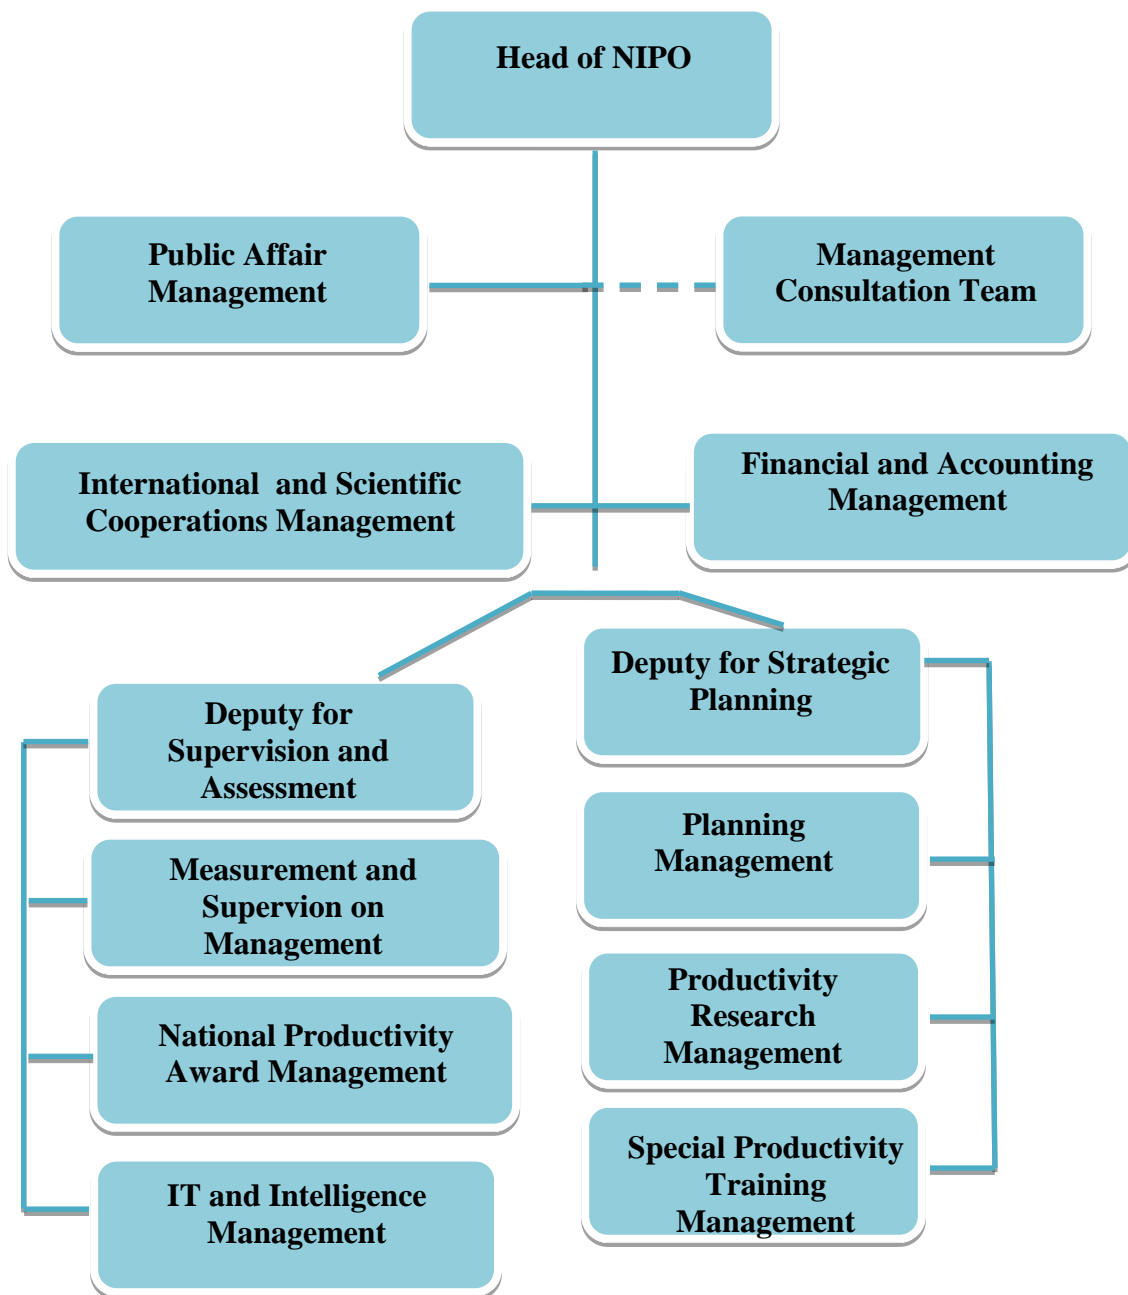 Head of NIPO
Public Affair
Management
Management
Consultation Team
International  and Scientific
Cooperations Management
Financial and Accounting
Management
Deputy for
Supervision and
Assessment
Measurement and
Supervion on
Management
National Productivity
Award Management
IT and Intelligence
Management
Deputy for Strategic
Planning
Planning
Management
Productivity
Research
Management
Special Productivity
Training
Management